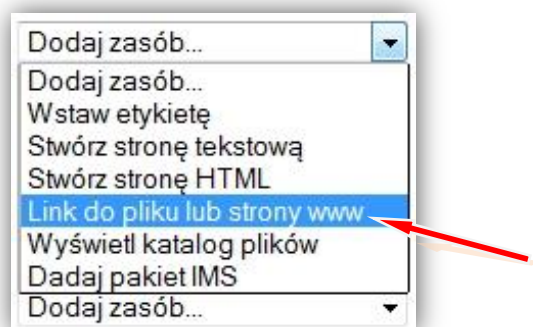 Dodaj zasób...
Dodaj zasób...
Wstaw etykietę
Stwórz stronę tekstową
Stwórz stronę HTML
Link do pliku lub strony www
Wyświetl katalog plików
Dadaj pakiet IMS
Dodaj zasób...